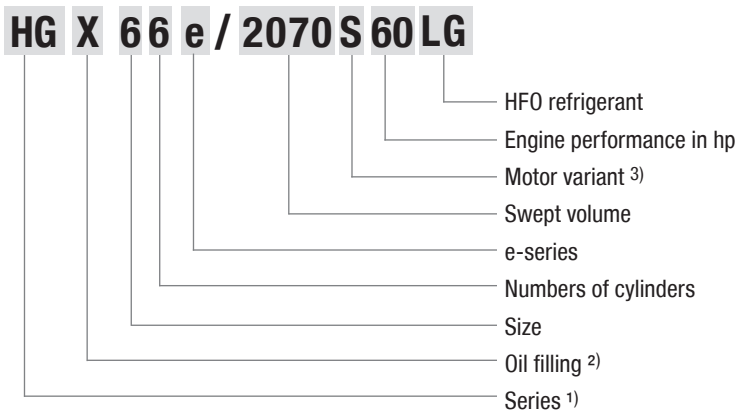 HG X 6 6 e / 2070 S 60 LG
HFO refrigerant
Engine performance in hp
Motor variant 3)
Swept volume
e-series
Numbers of cylinders
Size
Oil filling 2)
Series 1)